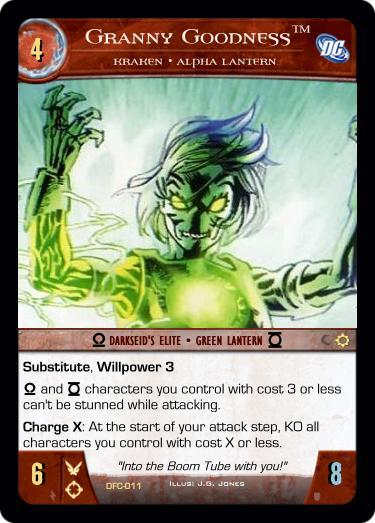 4
GRANNY GOODNESS™
KRAKEN • ALPHA LANTERN
DC
DARKSEID'S ELITE • GREEN LANTERN
Substitute, Willpower 3
and characters you control with cost 3 or less
can't be stunned while attacking.
Charge X: At the start of your attack step, KO all
characters you control with cost X or less.
6
"Into the Boom Tube with you!"
8
DFC-011
ILLUS: J.G. JONES